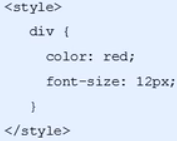 <style>
div {
color: red;
font-size: 12px;
}
</style>